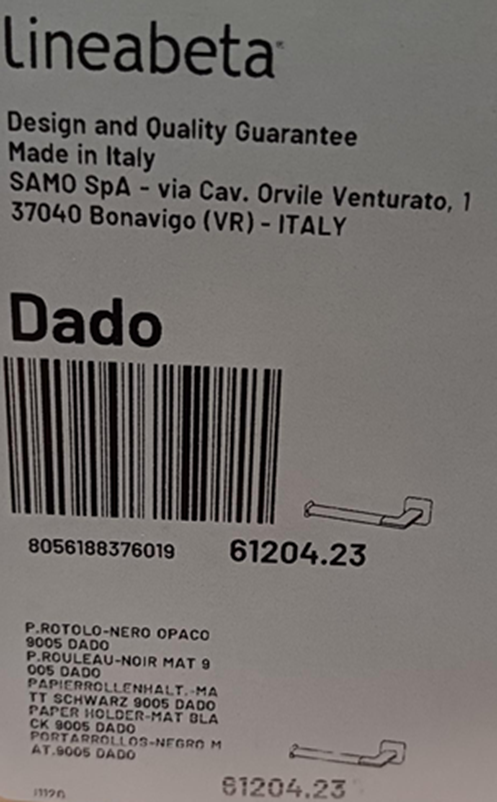 lineabeta
Design and Quality Guarantee
Made in Italy
SAMO SpA - via Cav. Orvile Venturato, 1
37040 Bonavigo (VR) - ITALY
Dado
8056188376019
61204.23
P.ROTOLO-NERO OPACO
9005 DADO
P.ROULEAU-NOIR MAT 9
005 DADO
PAPIERROLLENHALT.-MA
TT SCHWARZ 9005 DADO
PAPER HOLDER-MAT BLA
CK 9005 DADO
PORTARROLLOS-NEGRO M
AT.9005 DADO
61204.23